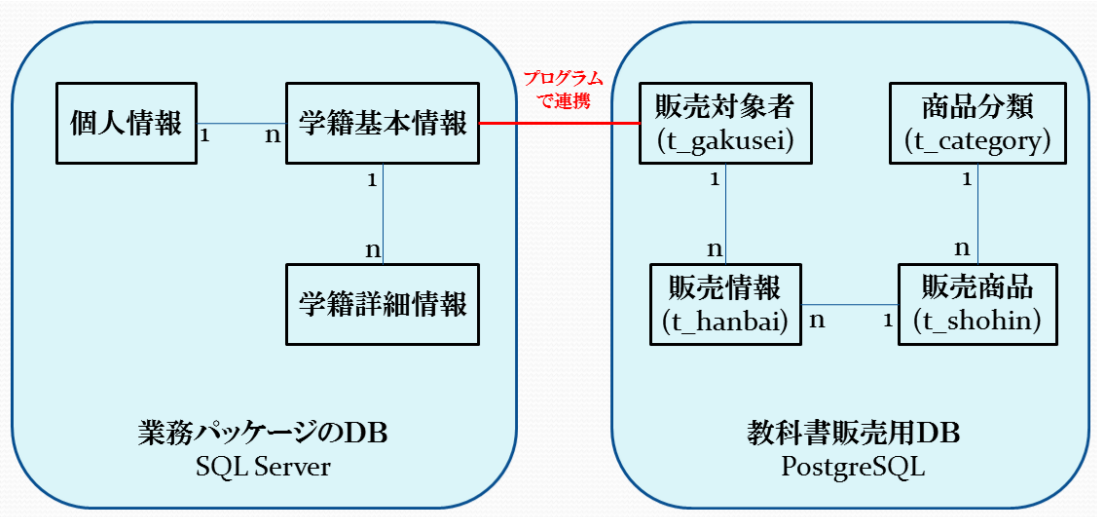 個人情報
1
n
学籍基本情報
1
n
学籍詳細情報
業務パッケージのDB
SQL Server
プログラム
で連携
販売対象者
(t_gakusei)
商品分類
(t_category)
1
n
1
n
販売情報
(t_hanbai)
n
1
販売商品
(t_shohin)
教科書販売用DB
PostgreSQL